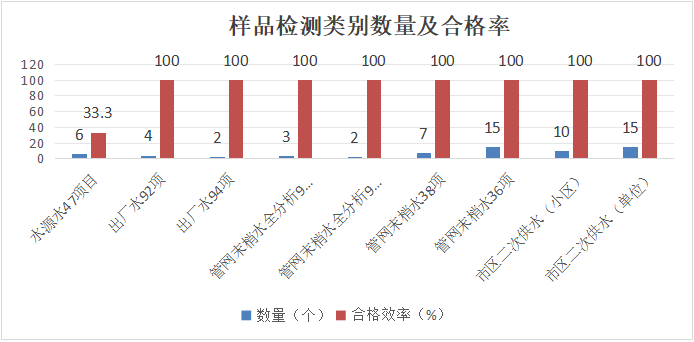 样品检测类别数量及合格率
120
100
80
60
40
20
0
6
33.3
4
100
2
100
3
100
2
100
7
100
15
100
10
100
15
100
水源水47项目
出厂水92项
出厂水94项
管网末梢水全分析9...
管网末梢水全分析9...
管网末梢水38项
管网末梢水36项
市区二次供水（小区）
市区二次供水（单位）
数量（个） 合格效率（%）